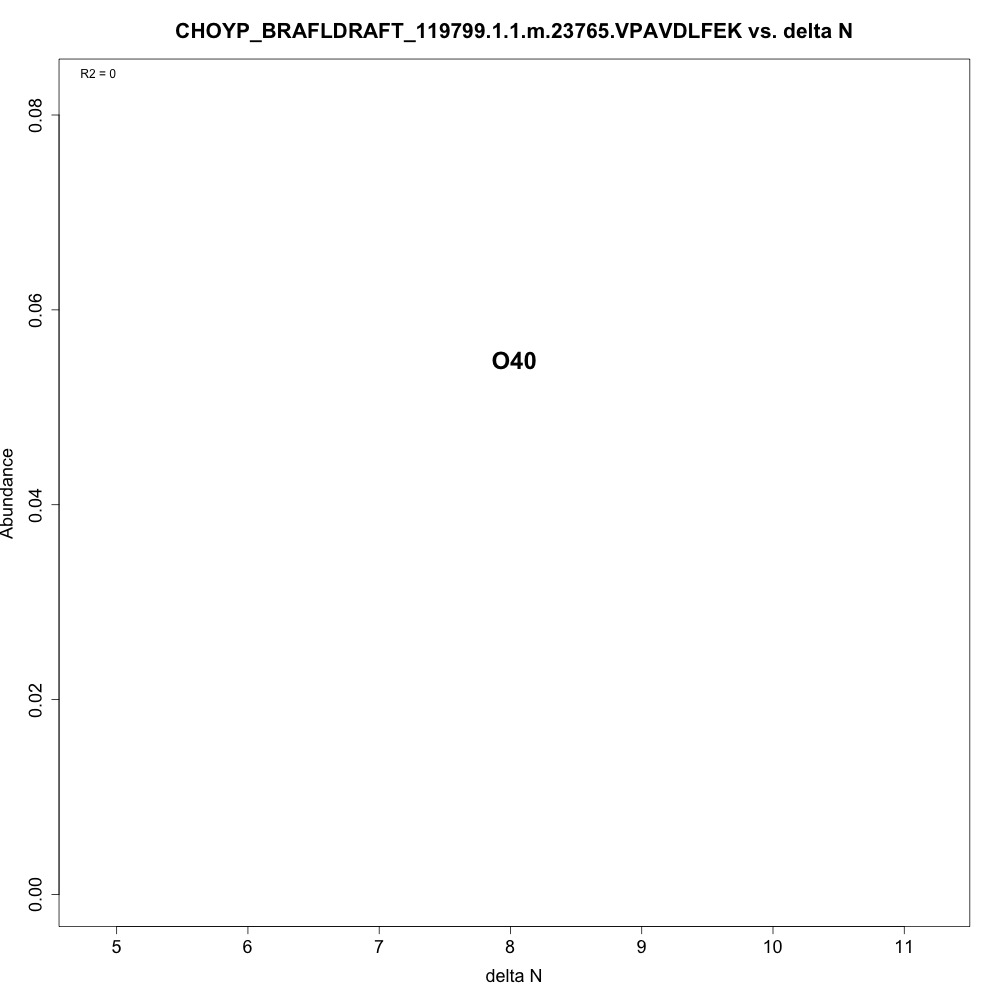 CHOYP_BRAFLDRAFT_119799.1.1.m.23765.VPAVDLFEK vs. delta N
R2 = 0
0.08
0.06
O40
Abundance
0.04
0.02
0.00
5 6 7 8 9 10 11
delta N